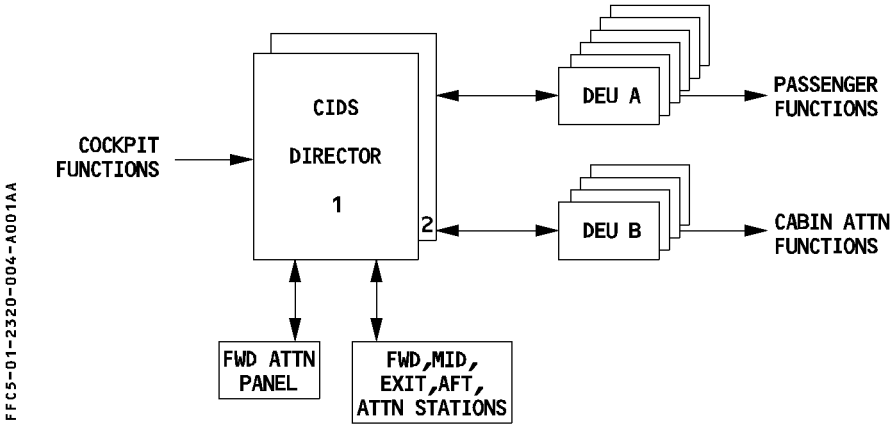 CIDS
DIRECTOR
1
2
DEU A
PASSENGER
FUNCTIONS
COCKPIT
FUNCTIONS
DEU B
CABIN ATTN
FUNCTIONS
FWD ATTN
PANEL
FWD,MID,
EXIT,AFT,
ATTN STATIONS
FFC5-01-2320-004-A001AA